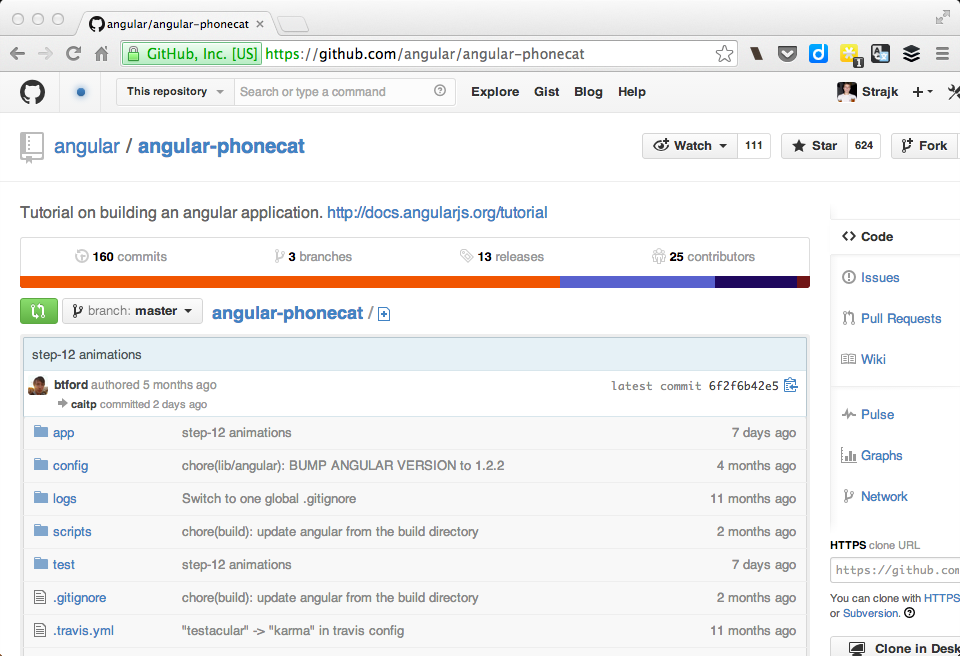 angular/angular-phonecat
GitHub, Inc. [US] https://github.com/angular/angular-phonecat
1
This repository Search or type a command Explore Gist Blog Help Strajk
angular / angular-phonecat Watch 111 Star 624 Fork
Tutorial on building an angular application. http://docs.angularjs.org/tutorial
160 commits 3 branches 13 releases 25 contributors
branch: master angular-phonecat /
step-12 animations
btford authored 5 months ago latest commit 6f2f6b42e5
caitp committed 2 days ago
app step-12 animations 7 days ago
config chore(lib/angular): BUMP ANGULAR VERSION to 1.2.2 4 months ago
logs Switch to one global .gitignore 11 months ago
scripts chore(build): update angular from the build directory 2 months ago
test step-12 animations 7 days ago
.gitignore chore(build): update angular from the build directory 2 months ago
.travis.yml "testacular" -> "karma" in travis config 11 months ago
Code
Issues
Pull Requests
Wiki
Pulse
Graphs
Network
HTTPS clone URL
https://github.com
You can clone with HTTPS
or Subversion.
Clone in Desk